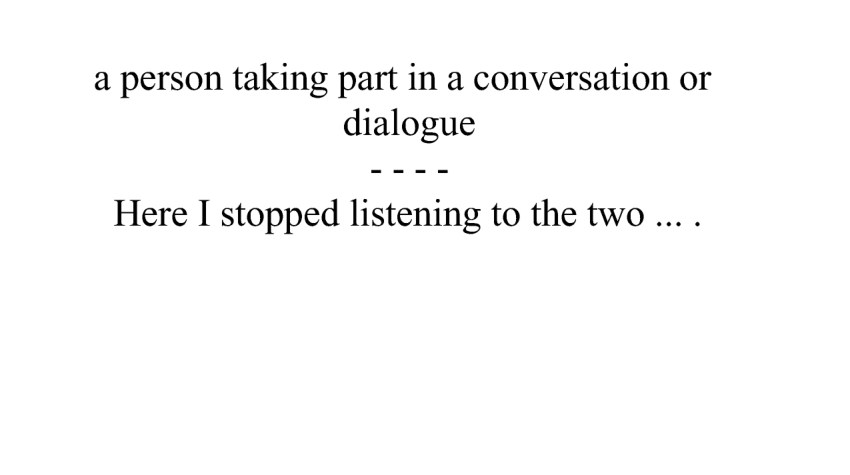 a person taking part in a conversation or
dialogue
- - - -
Here I stopped listening to the two ... .